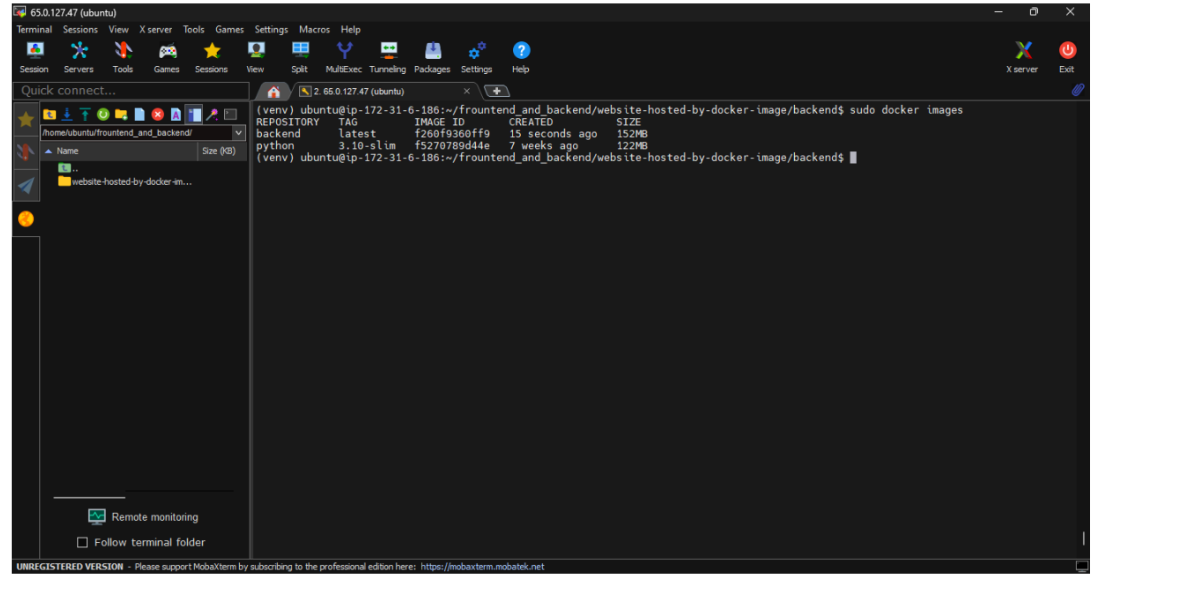 65.0.127.47 (ubuntu)
Terminal Sessions View X server Tools Games Settings Macros Help
Session Servers Tools Games Sessions View Split MultiExec Tunneling Packages Settings Help X server Exit
Quick connect...
2. 65.0.127.47 (ubuntu)
/home/ubuntu/frountend_and_backend/
Name Size (KB)
..
website-hosted-by-docker-im...
(venv) ubuntu@ip-172-31-6-186:~/frountend_and_backend/website-hosted-by-docker-image/backend$ sudo docker images
REPOSITORY TAG IMAGE ID CREATED SIZE
backend latest f260f9360ff9 15 seconds ago 152MB
python 3.10-slim f5270789d44e 7 weeks ago 122MB
(venv) ubuntu@ip-172-31-6-186:~/frountend_and_backend/website-hosted-by-docker-image/backend$
Remote monitoring
Follow terminal folder
UNREGISTERED VERSION - Please support MobaXterm by subscribing to the professional edition here: https://mobaxterm.mobatek.net